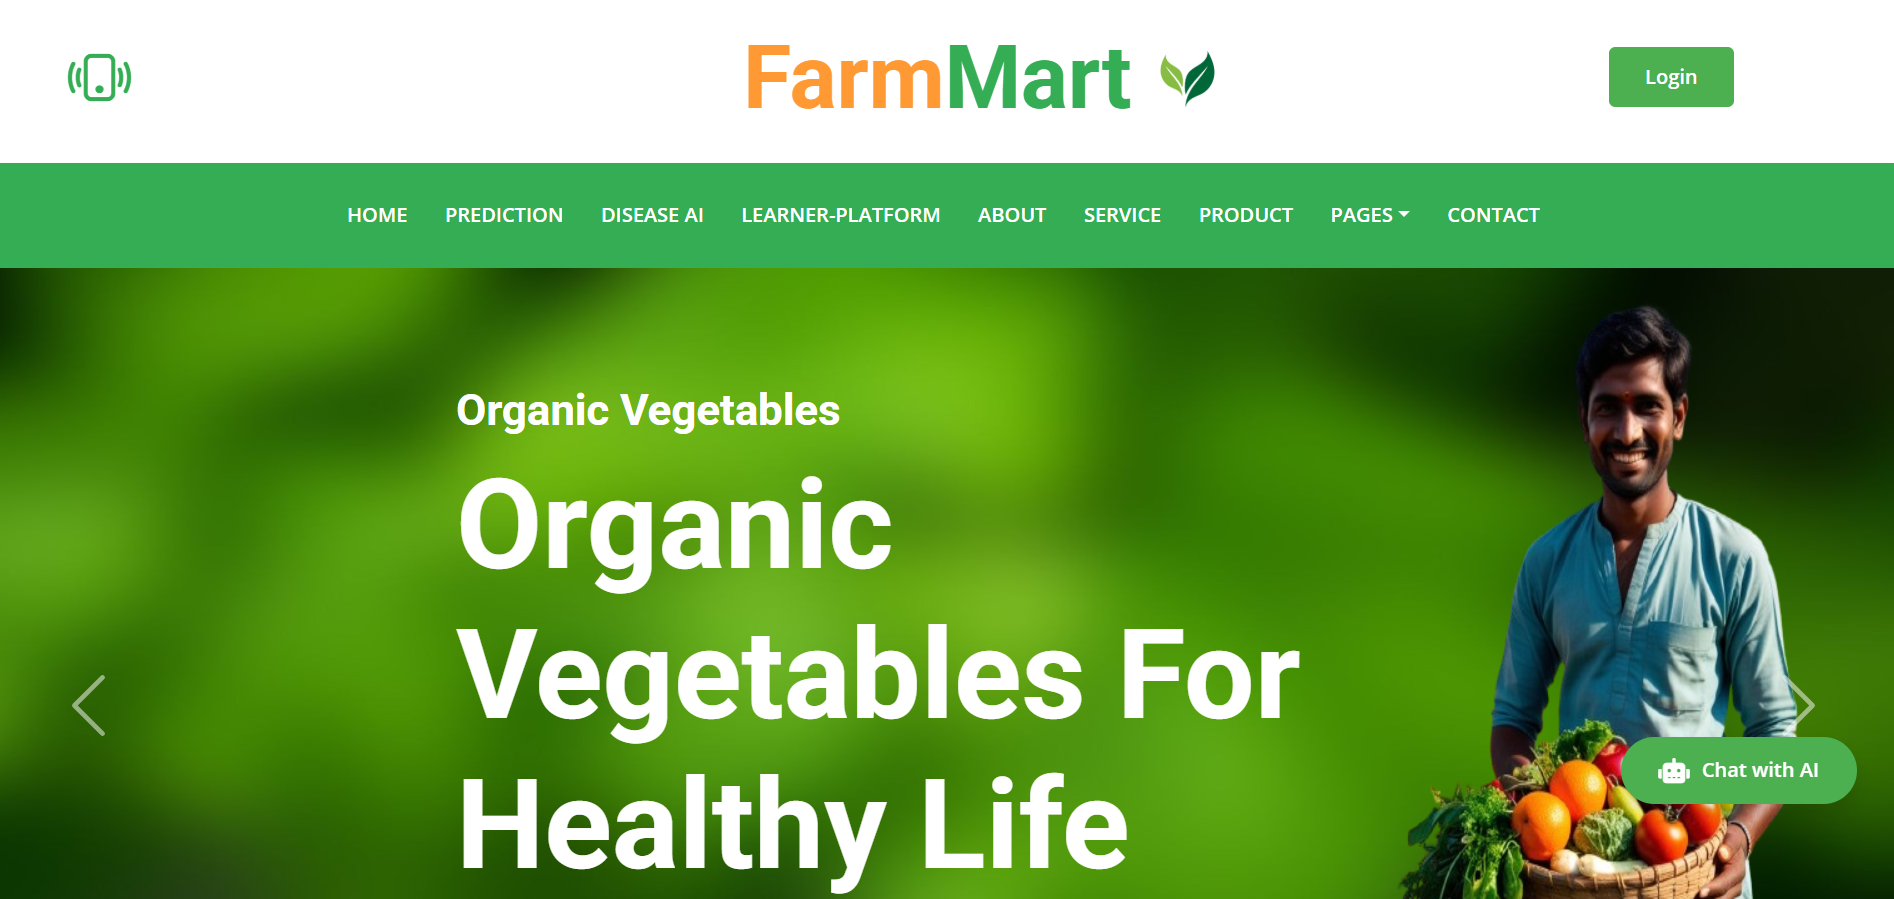 FarmMart
Login
HOME PREDICTION DISEASE AI LEARNER-PLATFORM ABOUT SERVICE PRODUCT PAGES CONTACT
Organic Vegetables
Organic
Vegetables For
Healthy Life
Chat with AI